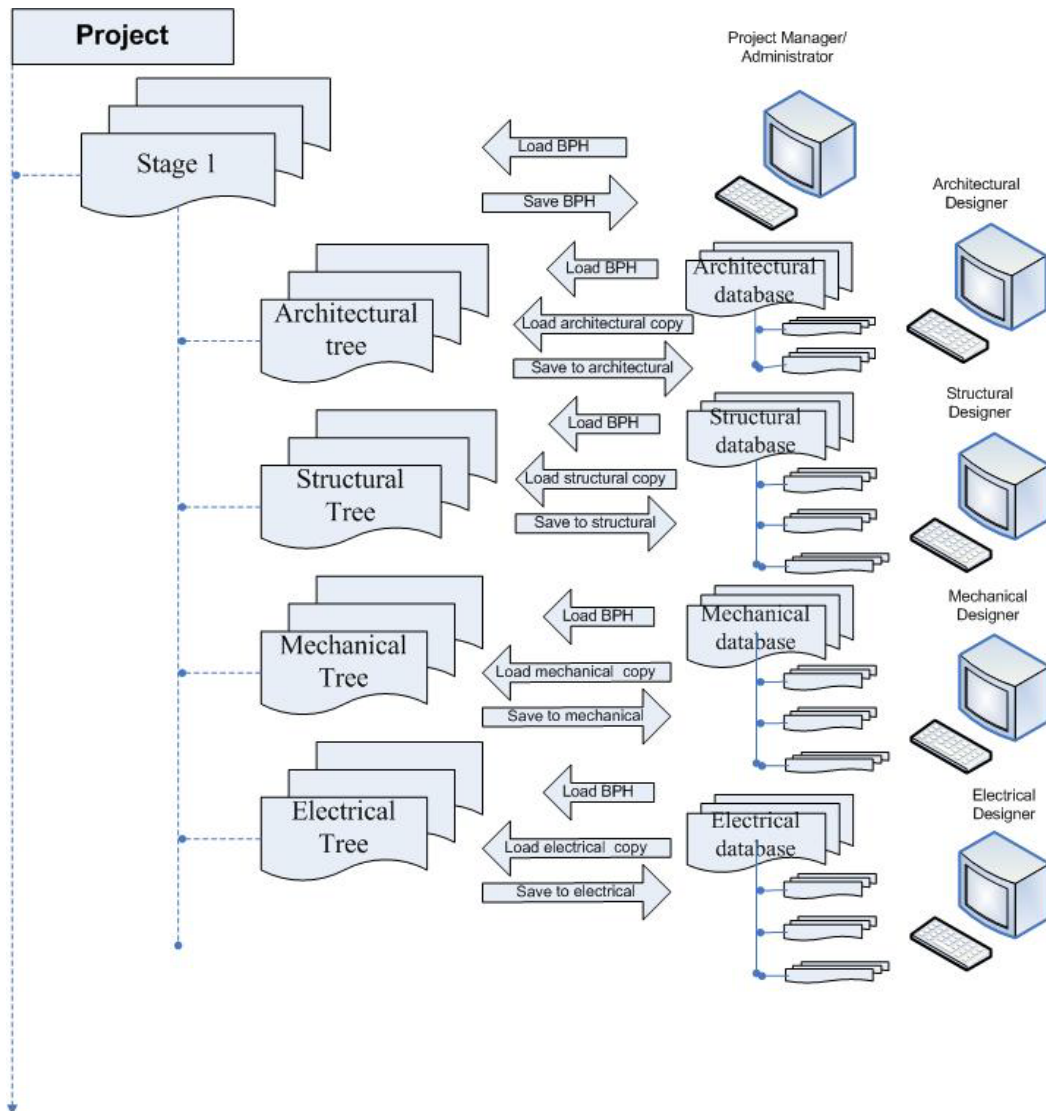 Project
Project Manager/
Administrator
Stage 1
Load BPH
Save BPH
Architectural
Designer
Architectural
tree
Load BPH
Load architectural copy
Save to architectural
Architectural
database
Structural
Designer
Structural
Tree
Load BPH
Load structural copy
Save to structural
Structural
database
Mechanical
Designer
Mechanical
Tree
Load BPH
Load mechanical  copy
Save to mechanical
Mechanical
database
Electrical
Designer
Electrical
Tree
Load BPH
Load electrical  copy
Save to electrical
Electrical
database